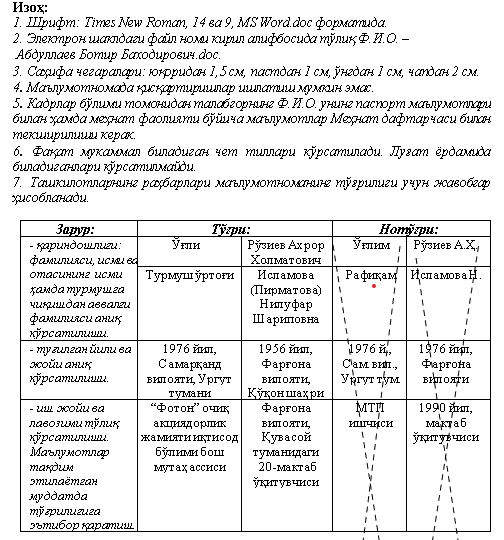 Изоҳ:
1. Шрифт: Times New Roman, 14 ва 9, MS Word.doc форматида.
2. Электрон шаклдаги файл номи кирил алифбосида тўлиқ Ф.И.О. –
Абдуллаев Ботир Баходирович.doc.
3. Саҳифа чегаралари: юқоридан 1,5 см, пастдан 1 см, ўнгдан 1 см, чапдан 2 см.
4. Маълумотномада қисқартиришлар ишлатиш мумкин эмас.
5. Кадрлар бўлими томонидан талабгорнинг Ф.И.О. унинг паспорт маълумотлари
билан ҳамда меҳнат фаолияти бўйича маълумотлар Меҳнат дафтарчаси билан
текширилиши керак.
6. Фақат мукаммал биладиган чет тиллари кўрсатилади. Луғат ёрдамида
биладиганлари кўрсатилмайди.
7. Ташкилотларнинг раҳбарлари маълумотноманинг тўғрилиги учун жавобгар
ҳисобланади.
Зарур: Тўғри: Нотўғри:
- қариндошлиги: Ўғли Рўзиев Ахрор Ўғлим Рўзиев А.Х.
фамилияси, исми ва Холматович
отасининг исми Турмуш ўртоғи Исламова Рафиқам Исламова Н.
ҳамда турмушга (Пирматова)
чиқишдан аввалги Нилуфар
фамилияси аниқ Шариповна
кўрсатилиши.
- туғилган йили ва 1976 йил, 1956 йил, 1976 й, 1976 йил,
жойи аниқ Самарқанд Фарғона Сам.вил., Фарғона
кўрсатилиши. вилояти, Ургут вилояти, Ургут тум. вилояти
тумани Қўқон шаҳри
- иш жойи ва “Фотон” очиқ Фарғона МТП 1990 йил,
лавозими тўлиқ акциядорлик вилояти, ишчиси мактаб
кўрсатилиши. жамияти иқтисод Қувасой ўқитувчиси
Маълумотлар бўлими бош туманидаги
тақдим мутахассиси 20-мактаб
этилаётган ўқитувчиси
муддатда
тўғрилигига
эътибор қаратиш.